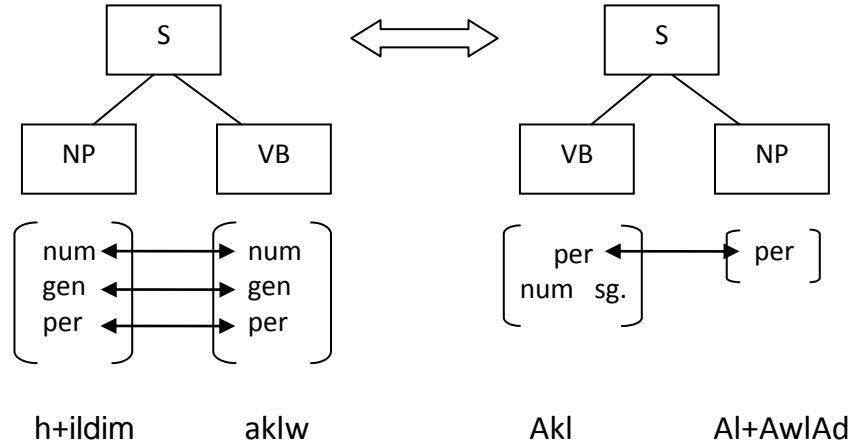 S S
NP VB VB NP
num num per per
gen gen num sg.
per per
h+ildim aklw Akl Al+AwlAd